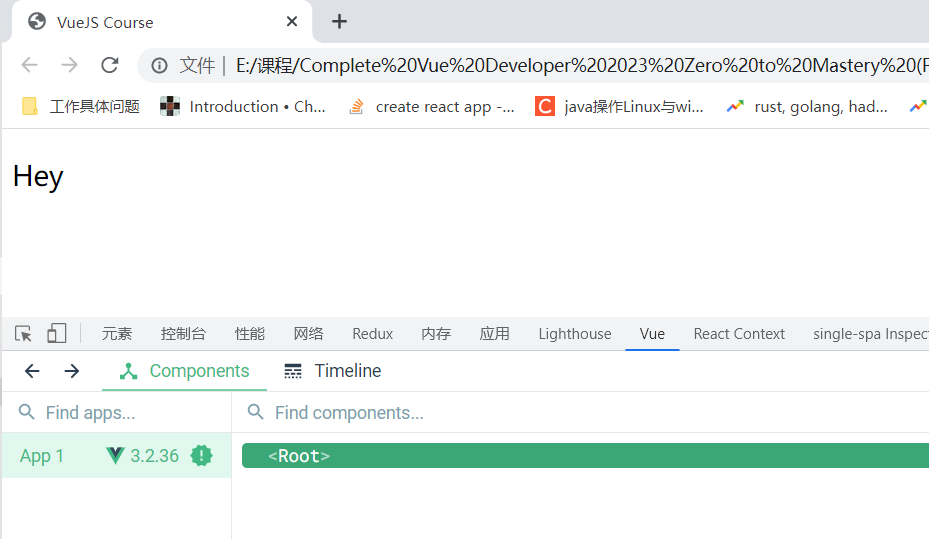 VueJS Course
文件 | E:/课程/Complete%20Vue%20Developer%202023%20Zero%20to%20Mastery%20(F
工作具体问题 Introduction • Ch... create react app -... java操作Linux与wi... rust, golang, had...
Hey
元素 控制台 性能 网络 Redux 内存 应用 Lighthouse Vue React Context single-spa Inspec
Components Timeline
Find apps... Find components...
App 1 3.2.36 <Root>